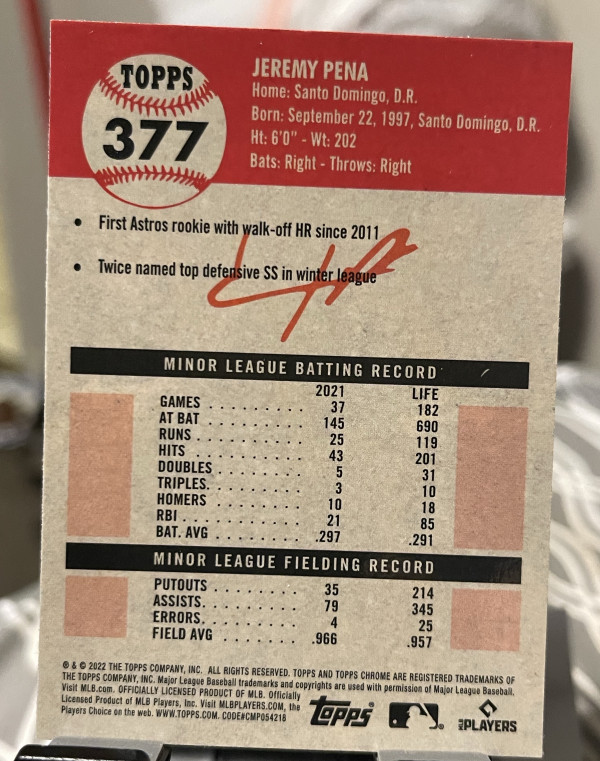 TOPPS
377
JEREMY PENA
Home: Santo Domingo, D.R.
Born: September 22, 1997, Santo Domingo, D.R.
Ht: 6'0" - Wt: 202
Bats: Right - Throws: Right
• First Astros rookie with walk-off HR since 2011
• Twice named top defensive SS in winter league
MINOR LEAGUE BATTING RECORD
2021 LIFE
GAMES . . . . . . . . 37 182
AT BAT . . . . . . . . 145 690
RUNS . . . . . . . . . 25 119
HITS . . . . . . . . . 43 201
DOUBLES . . . . . . . 5 31
TRIPLES. . . . . . . . 3 10
HOMERS . . . . . . . 10 18
RBI . . . . . . . . . . 21 85
BAT. AVG . . . . . . . .297 .291
MINOR LEAGUE FIELDING RECORD
PUTOUTS . . . . . . . 35 214
ASSISTS. . . . . . . . 79 345
ERRORS. . . . . . . . 4 25
FIELD AVG . . . . . . .966 .957
® & © 2022 THE TOPPS COMPANY, INC. ALL RIGHTS RESERVED. TOPPS AND TOPPS CHROME ARE REGISTERED TRADEMARKS OF
THE TOPPS COMPANY, INC. Major League Baseball trademarks and copyrights are used with permission of Major League Baseball.
Visit MLB.com. OFFICIALLY LICENSED PRODUCT OF MLB. Officially
Licensed Product of MLB Players, Inc. Visit MLBPLAYERS.COM, the
Players Choice on the web. WWW.TOPPS.COM. CODE#CMP054218
Topps®
MLB PLAYERS